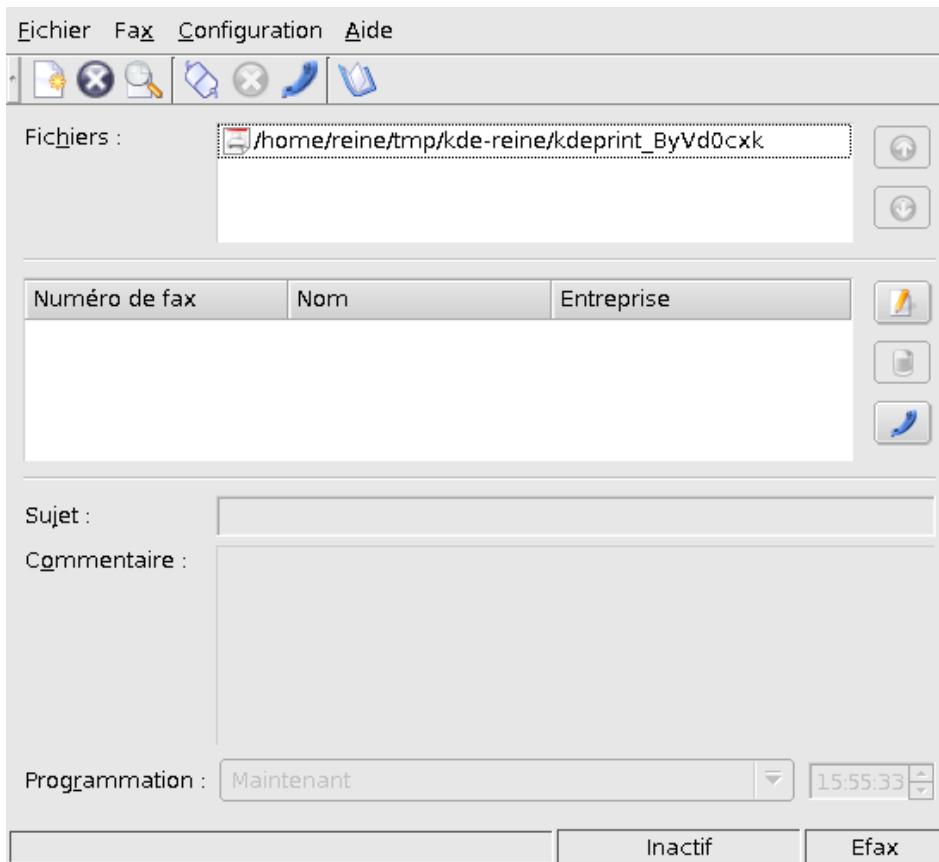 Fichier Fax Configuration Aide
Fichiers :
/home/reine/tmp/kde-reine/kdeprint_ByVd0cxk
Numéro de fax Nom Entreprise
Sujet :
Commentaire :
Programmation : Maintenant 15:55:33
Inactif Efax